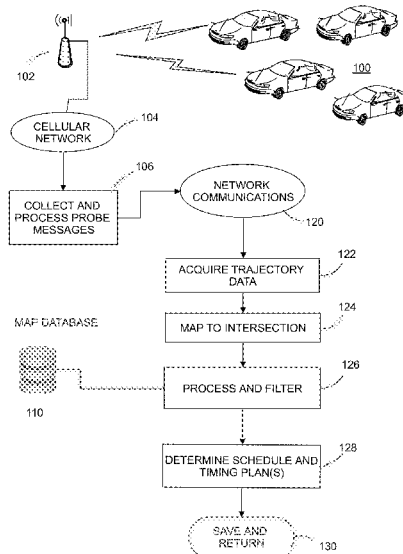 102
100
CELLULAR
NETWORK
104
106
COLLECT AND
PROCESS PROBE
MESSAGES
NETWORK
COMMUNICATIONS
120
122
ACQUIRE TRAJECTORY
DATA
124
MAP TO INTERSECTION
MAP DATABASE
110
126
PROCESS AND FILTER
128
DETERMINE SCHEDULE AND
TIMING PLAN(S)
SAVE AND
RETURN
130